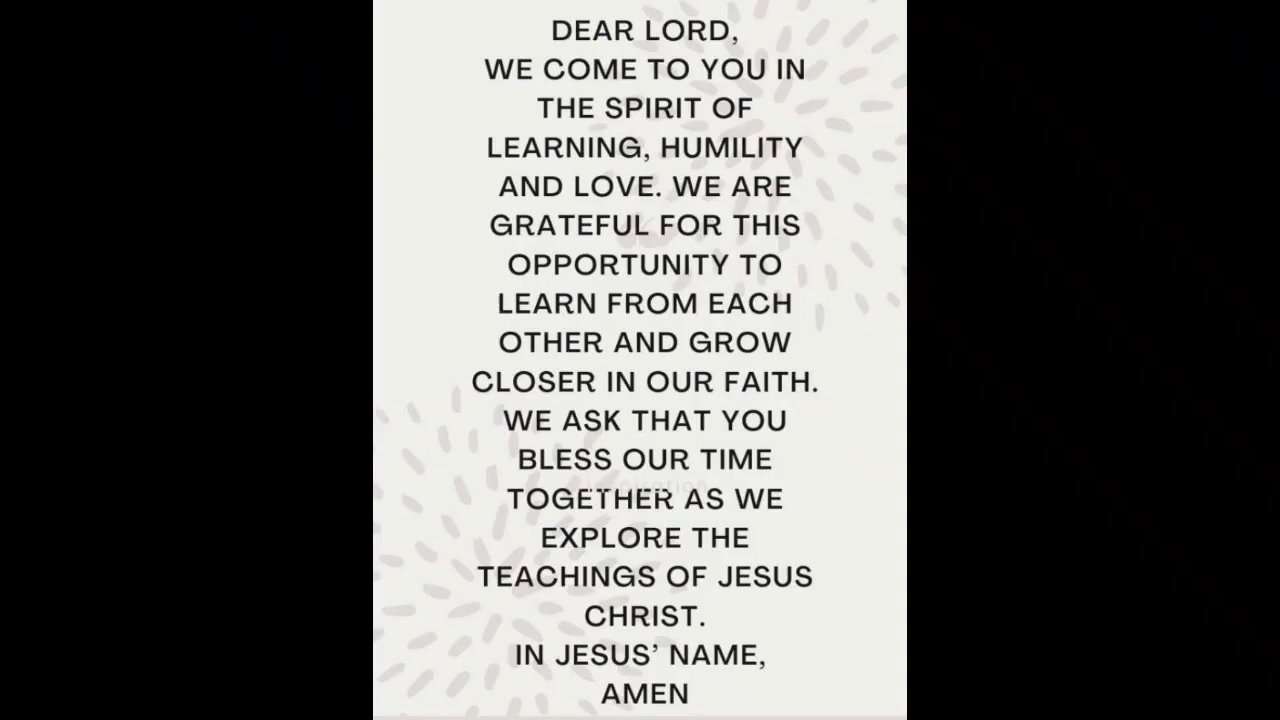 DEAR LORD,
WE COME TO YOU IN
THE SPIRIT OF
LEARNING, HUMILITY
AND LOVE. WE ARE
GRATEFUL FOR THIS
OPPORTUNITY TO
LEARN FROM EACH
OTHER AND GROW
CLOSER IN OUR FAITH.
WE ASK THAT YOU
BLESS OUR TIME
TOGETHER AS WE
EXPLORE THE
TEACHINGS OF JESUS
CHRIST.
IN JESUS’ NAME,
AMEN